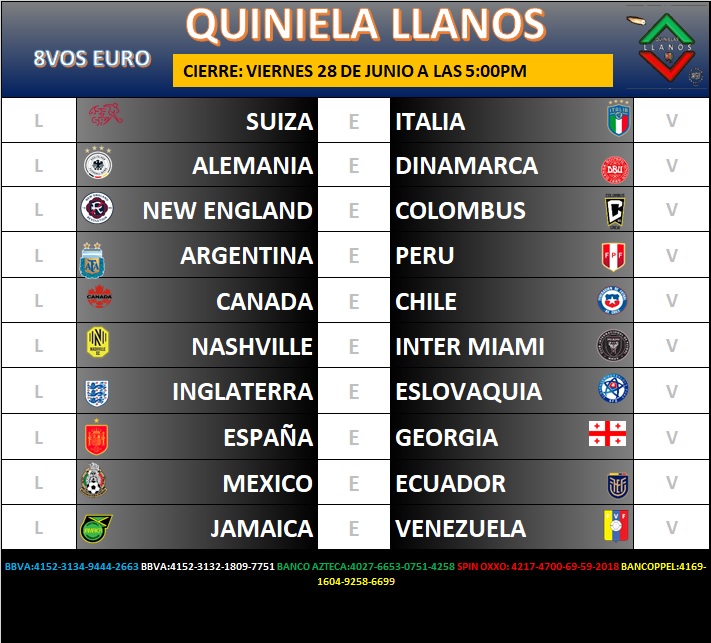 QUINIELA LLANOS
8VOS EURO
CIERRE: VIERNES 28 DE JUNIO A LAS 5:00PM
QUINIELAS
LLANOS
L SUIZA E ITALIA V
L ALEMANIA E DINAMARCA V
L NEW ENGLAND E COLOMBUS V
L ARGENTINA E PERU V
L CANADA E CHILE V
L NASHVILLE E INTER MIAMI V
L INGLATERRA E ESLOVAQUIA V
L ESPAÑA E GEORGIA V
L MEXICO E ECUADOR V
L JAMAICA E VENEZUELA V
BBVA:4152-3134-9444-2663 BBVA:4152-3132-1809-7751 BANCO AZTECA:4027-6653-0751-4258 SPIN OXXO: 4217-4700-69-59-2018 BANCOPPEL:4169-
1604-9258-6699